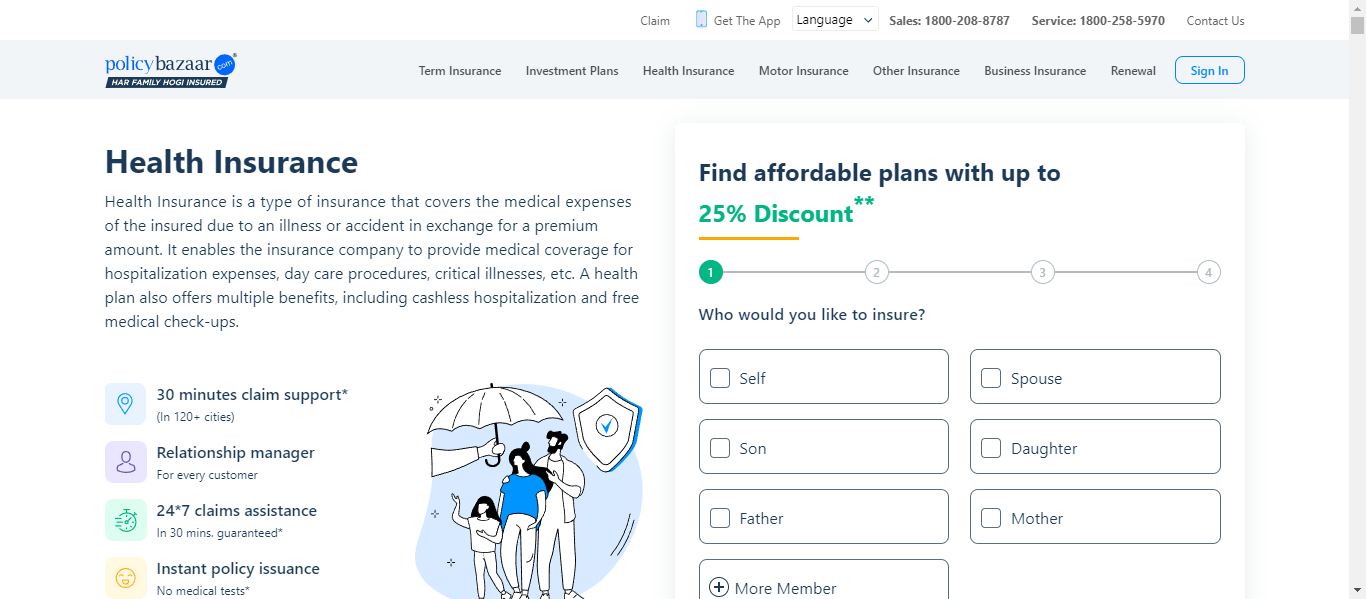 Claim
Get The App
Language
Sales: 1800-208-8787
Service: 1800-258-5970
Contact Us
policybazaar.com
HAR FAMILY HOGI INSURED
Term Insurance
Investment Plans
Health Insurance
Motor Insurance
Other Insurance
Business Insurance
Renewal
Sign In
Health Insurance
Health Insurance is a type of insurance that covers the medical expenses
of the insured due to an illness or accident in exchange for a premium
amount. It enables the insurance company to provide medical coverage for
hospitalization expenses, day care procedures, critical illnesses, etc. A health
plan also offers multiple benefits, including cashless hospitalization and free
medical check-ups.
30 minutes claim support*
(In 120+ cities)
Relationship manager
For every customer
24*7 claims assistance
In 30 mins. guaranteed*
Instant policy issuance
No medical tests*
Find affordable plans with up to
25% Discount**
1
2
3
4
Who would you like to insure?
Self
Spouse
Son
Daughter
Father
Mother
More Member